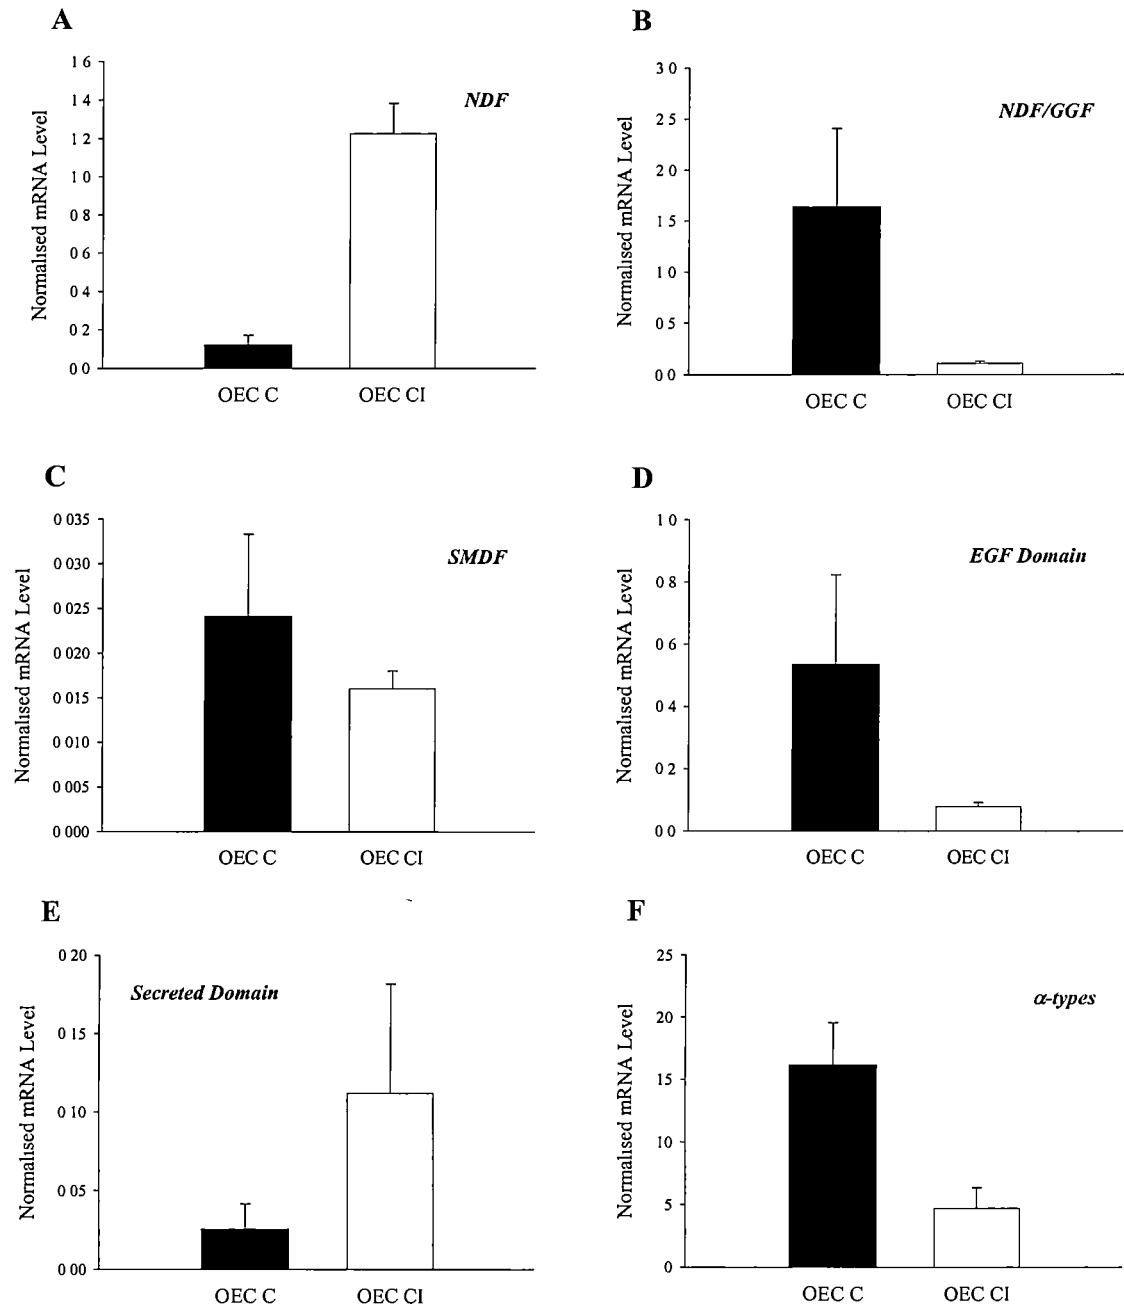 A
NDF
Normalised mRNA Level
1 6
1 4
1 2
1 0
0 8
0 6
0 4
0 2
0 0
OEC C OEC CI
B
NDF/GGF
Normalised mRNA Level
3 0
2 5
2 0
1 5
1 0
0 5
0 0
OEC C OEC CI
C
SMDF
Normalised mRNA Level
0 035
0 030
0 025
0 020
0 015
0 010
0 005
0 000
OEC C OEC CI
D
EGF Domain
Normalised mRNA Level
1 0
0 8
0 6
0 4
0 2
0 0
OEC C OEC CI
E
Secreted Domain
Normalised mRNA Level
0 20
0 15
0 10
0 05
0 00
OEC C OEC CI
F
α-types
Normalised mRNA Level
25
20
15
10
5
0
OEC C OEC CI